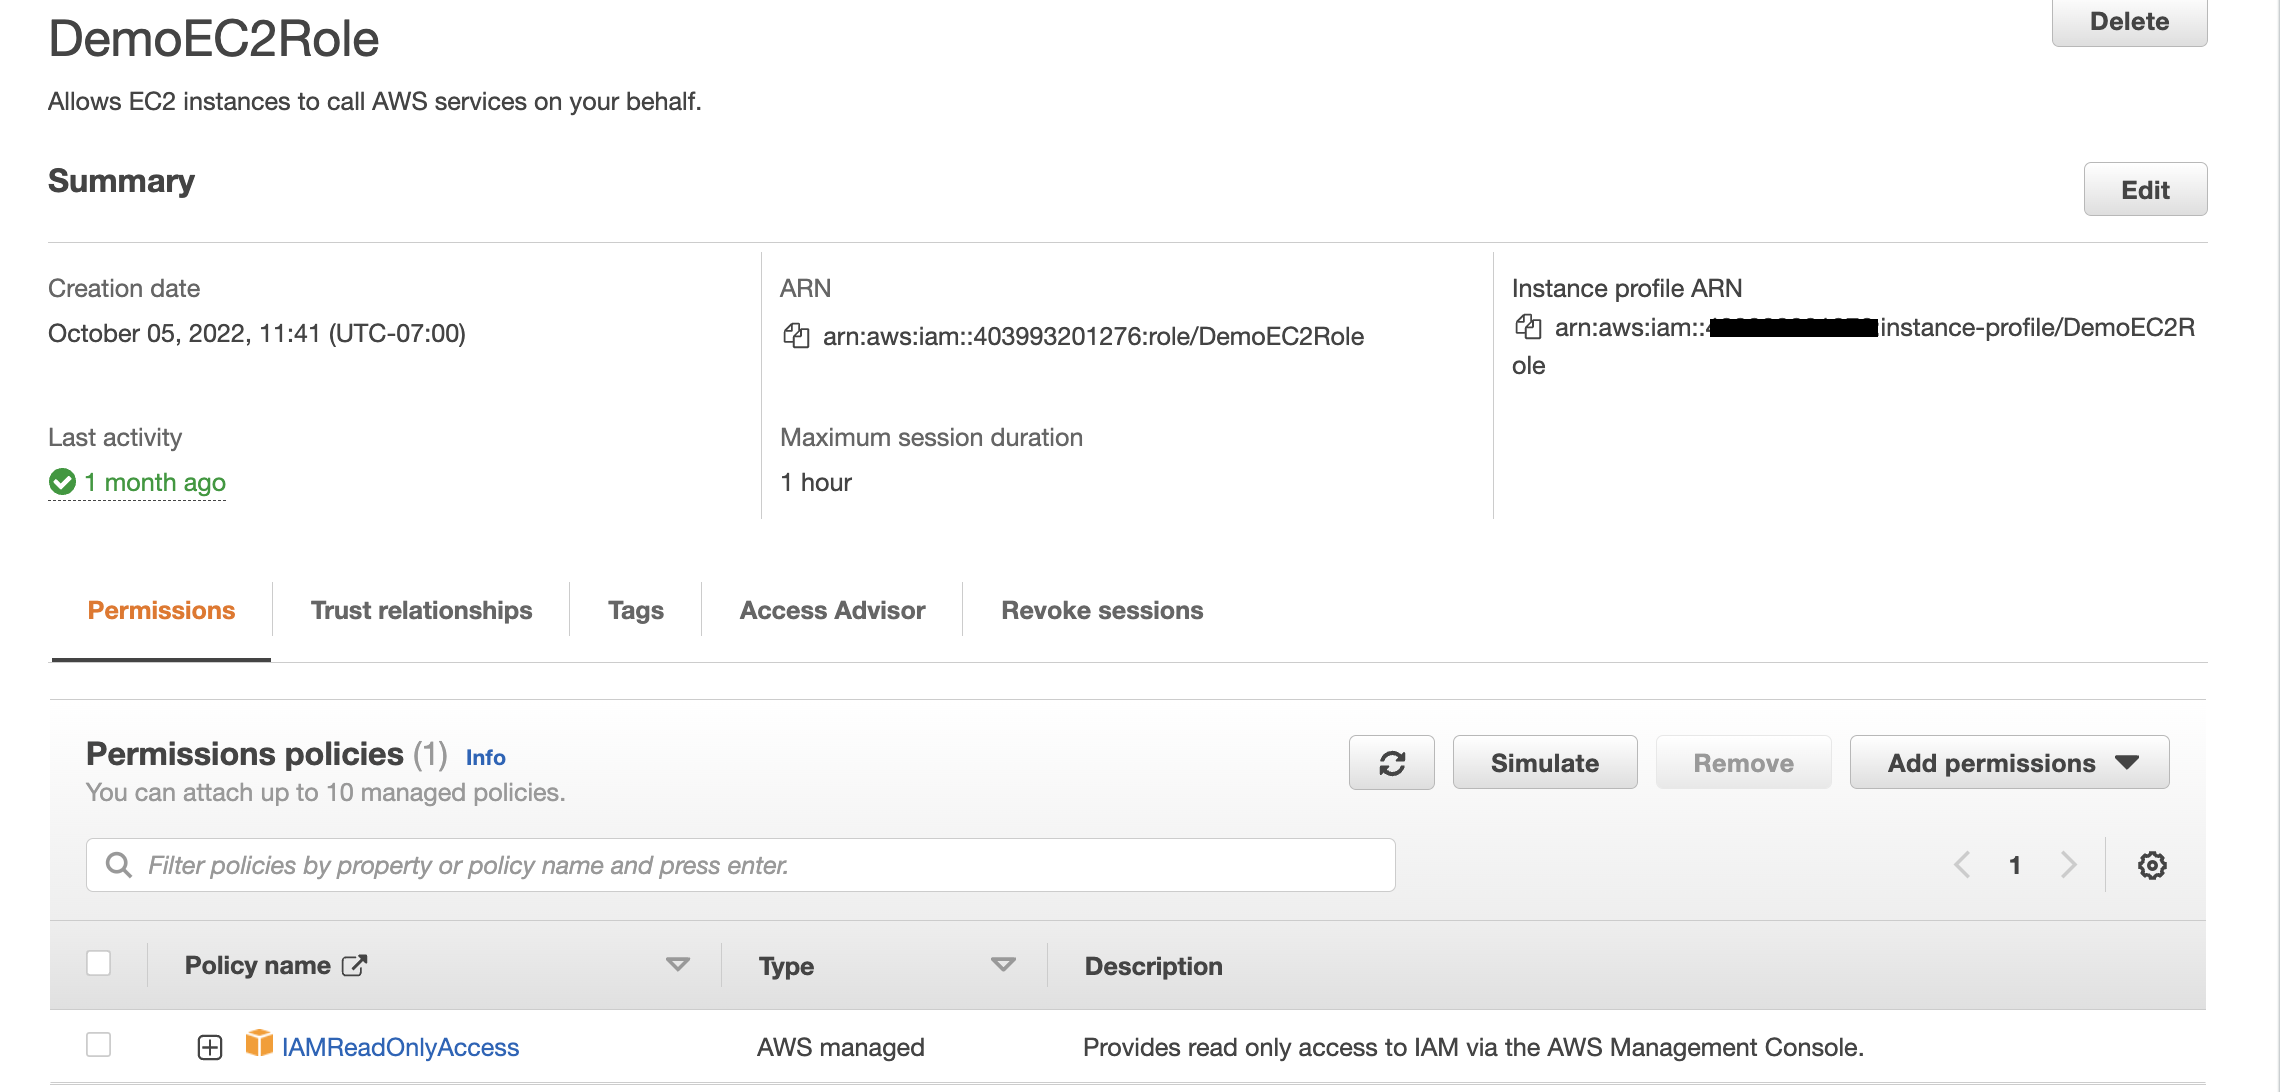 DemoEC2Role
Delete
Allows EC2 instances to call AWS services on your behalf.
Summary
Edit
Creation date
October 05, 2022, 11:41 (UTC-07:00)
ARN
arn:aws:iam::403993201276:role/DemoEC2Role
Instance profile ARN
arn:aws:iam:: :instance-profile/DemoEC2R
ole
Last activity
1 month ago
Maximum session duration
1 hour
Permissions
Trust relationships
Tags
Access Advisor
Revoke sessions
Permissions policies (1) Info
You can attach up to 10 managed policies.
Simulate
Remove
Add permissions
Filter policies by property or policy name and press enter.
1
Policy name
Type
Description
IAMReadOnlyAccess
AWS managed
Provides read only access to IAM via the AWS Management Console.